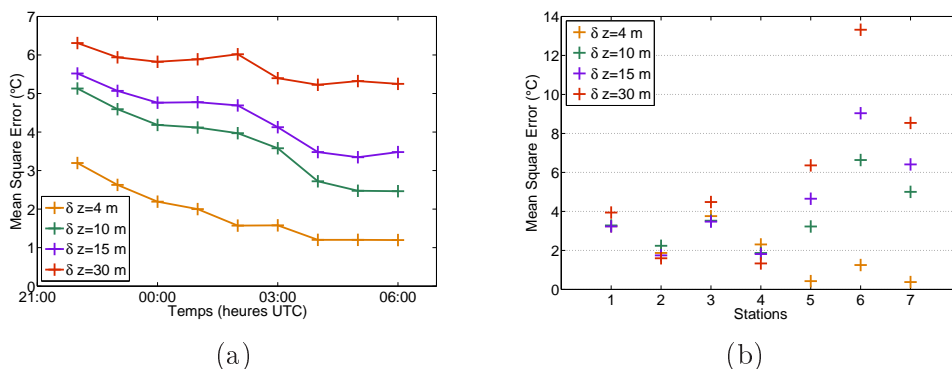 7
6
5
4
3
2
1
0
Mean Square Error (°C)
δ z=4 m
δ z=10 m
δ z=15 m
δ z=30 m
21:00 00:00 03:00 06:00
Temps (heures UTC)
(a)
14
12
10
8
6
4
2
0
Mean Square Error (°C)
δ z=4 m
δ z=10 m
δ z=15 m
δ z=30 m
1 2 3 4 5 6 7
Stations
(b)